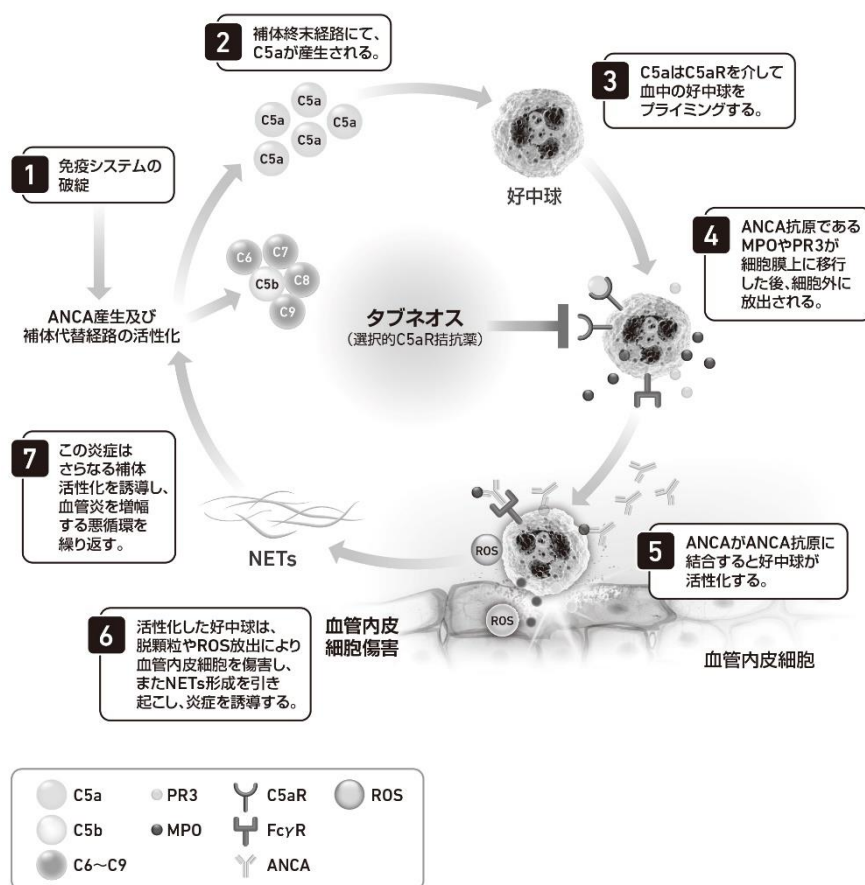 1
免疫システムの
破綻
2
補体終末経路にて、
C5aが産生される。
C5a
C5a
C5a
C5a
C5a
C5a
3
C5aはC5aRを介して
血中の好中球を
プライミングする。
好中球
4
ANCA抗原である
MPOやPR3が
細胞膜上に移行
した後、細胞外に
放出される。
C6
C7
C5b
C8
C9
ANCA産生及び
補体代替経路の活性化
タブネオス
(選択的C5aR拮抗薬)
7
この炎症は
さらなる補体
活性化を誘導し、
血管炎を増幅
する悪循環を
繰り返す。
NETs
ROS
ROS
5
ANCAがANCA抗原に
結合すると好中球が
活性化する。
6
活性化した好中球は、
脱顆粒やROS放出により
血管内皮細胞を傷害し、
またNETs形成を引き
起こし、炎症を誘導する。
血管内皮
細胞傷害
血管内皮細胞
C5a
PR3
C5aR
ROS
C5b
MPO
FcγR
C6～C9
ANCA